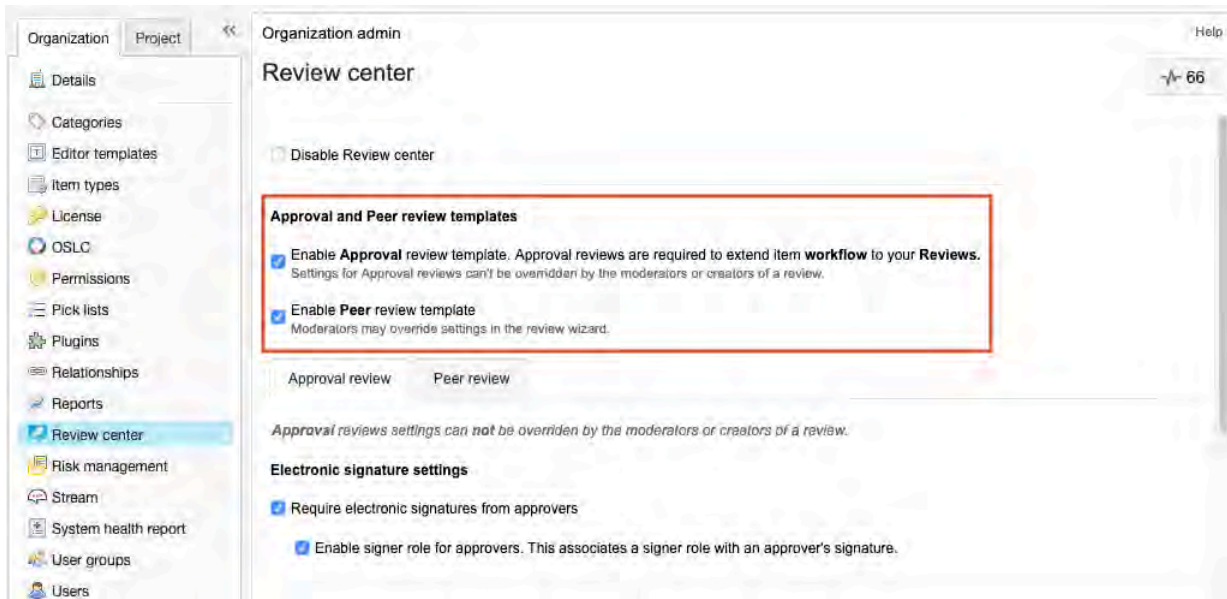 Organization
Project
Organization admin
Help
Review center
66
Details
Categories
Editor templates
Item types
License
OSLC
Permissions
Pick lists
Plugins
Relationships
Reports
Review center
Risk management
Stream
System health report
User groups
Users
Disable Review center
Approval and Peer review templates
Enable Approval review template. Approval reviews are required to extend item workflow to your Reviews.
Settings for Approval reviews can't be overridden by the moderators or creators of a review.
Enable Peer review template
Moderators may override settings in the review wizard.
Approval review
Peer review
Approval reviews settings can not be overriden by the moderators or creators of a review.
Electronic signature settings
Require electronic signatures from approvers
Enable signer role for approvers. This associates a signer role with an approver's signature.